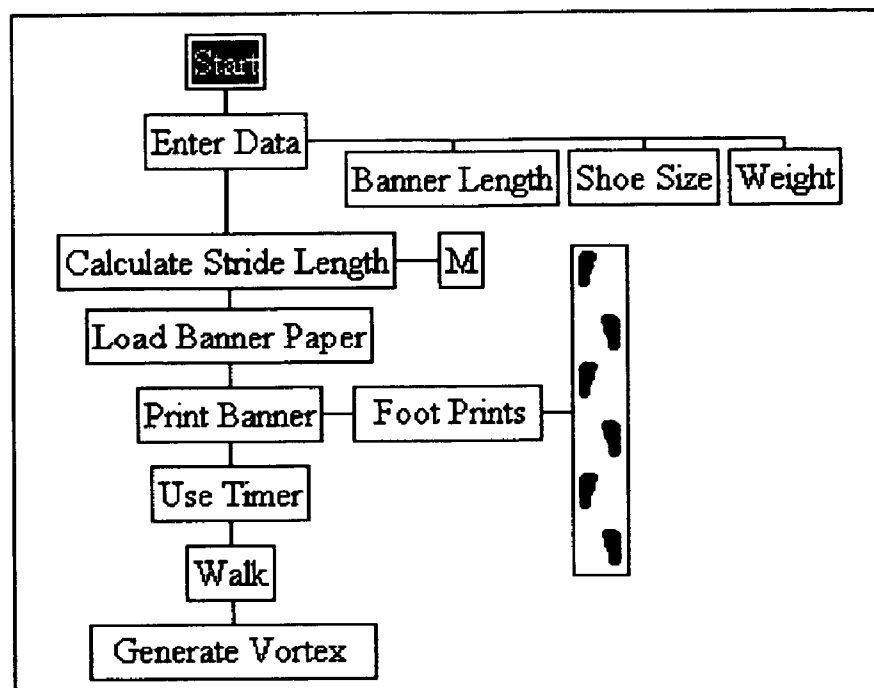 Start
Enter Data
Banner Length
Shoe Size
Weight
Calculate Stride Length
M
Load Banner Paper
Print Banner
Foot Prints
Use Timer
Walk
Generate Vortex